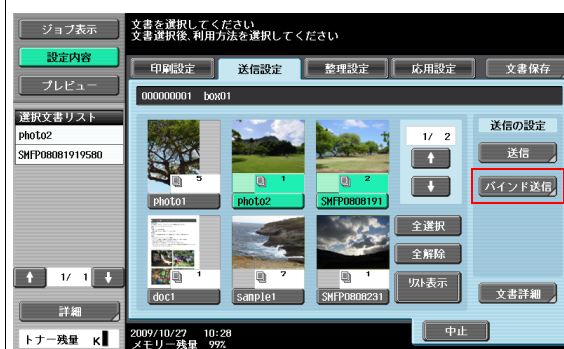 ジョブ表示
設定内容
プレビュー
選択文書リスト
photo2
SMFP08081919580
1/ 1
詳細
トナー残量 K
文書を選択してください
文書選択後、利用方法を選択してください
印刷設定
送信設定
整理設定
応用設定
文書保存
000000001 box01
5
photo1
1
photo2
2
SMFP0808191
1
doc1
7
sample1
1
SMFP0808231
1/ 2
全選択
全解除
リスト表示
送信の設定
送信
バインド送信
文書詳細
2009/10/27 10:28
メモリー残量 99%
中止